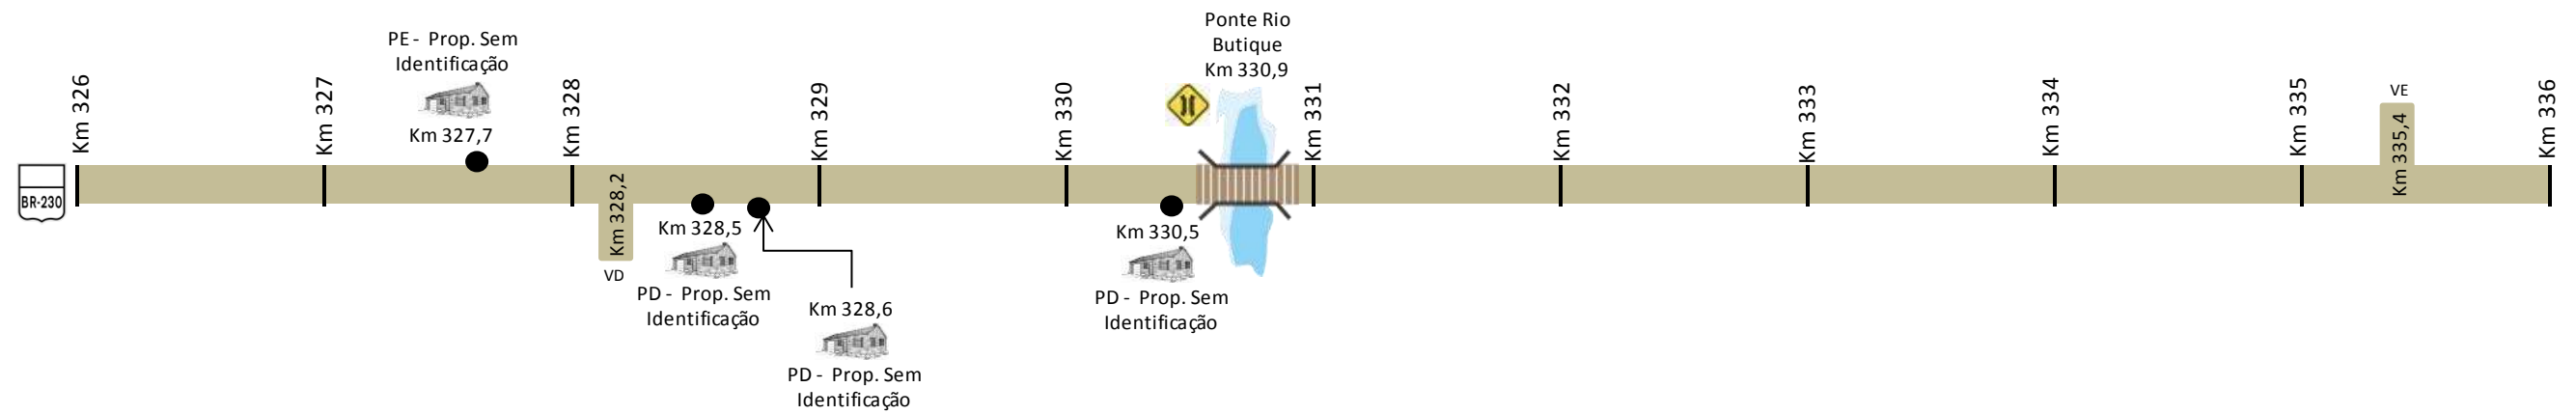 Ponte Rio
Butique
Km 330,9
PE - Prop. Sem
Identificação
Km 327,7
Km 326
Km 327
Km 328
Km 329
Km 330
Km 331
Km 332
Km 333
Km 334
Km 335
VE
Km 335,4
Km 336
BR-230
Km 328,2
VD
Km 328,5
PD - Prop. Sem
Identificação
Km 328,6
PD - Prop. Sem
Identificação
Km 330,5
PD - Prop. Sem
Identificação